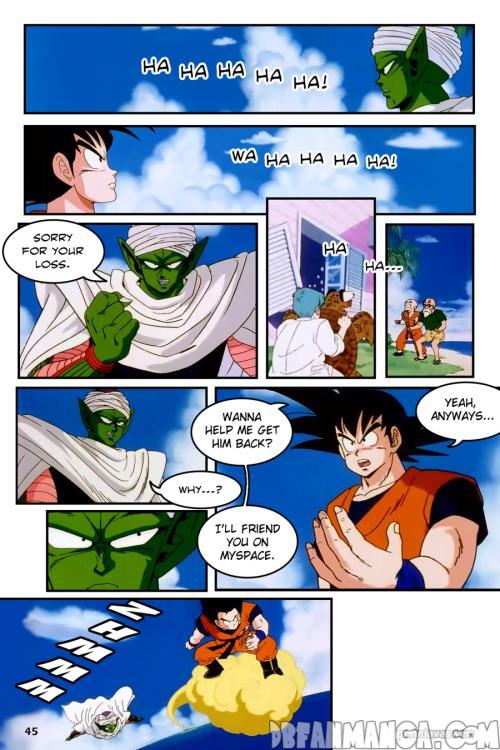 HA HA HA HA HA!
WA HA HA HA HA!
SORRY
FOR YOUR
LOSS.
HA
HA...
WHY...?
YEAH,
ANYWAYS...
WANNA
HELP ME GET
HIM BACK?
I'LL FRIEND
YOU ON
MYSPACE.
45
DBFANMANGA.COM